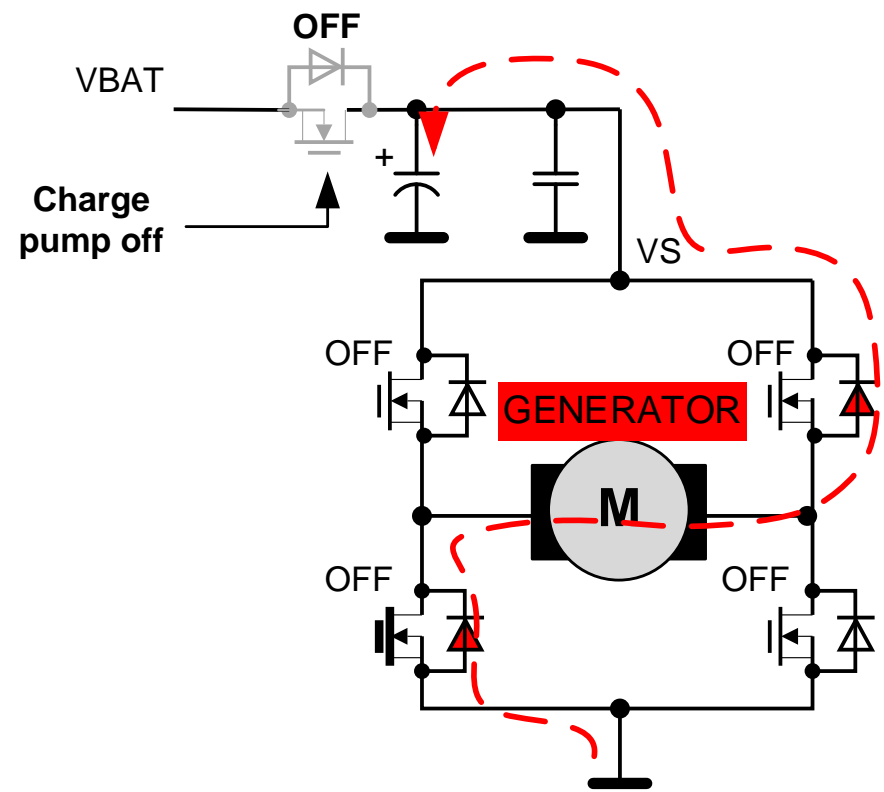 OFF
VBAT
+
Charge
pump off
VS
OFF
OFF
GENERATOR
M
OFF
OFF